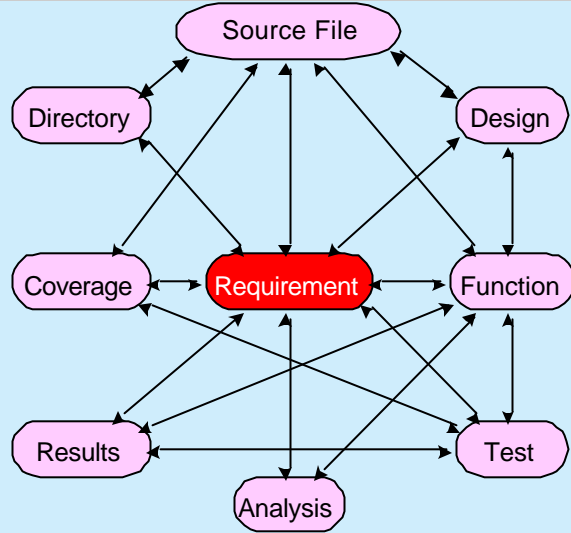 Source File
Directory
Design
Coverage
Requirement
Function
Results
Test
Analysis